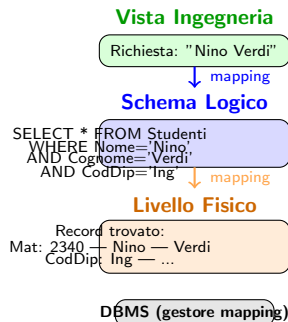 Vista Ingegneria
Richiesta: "Nino Verdi"
mapping
Schema Logico
SELECT * FROM Studenti
WHERE Nome='Nino'
AND Cognome='Verdi'
AND CodDip='Ing'
mapping
Livello Fisico
Record trovato:
Mat: 2340 — Nino — Verdi
CodDip: Ing — ...
DBMS (gestore mapping)